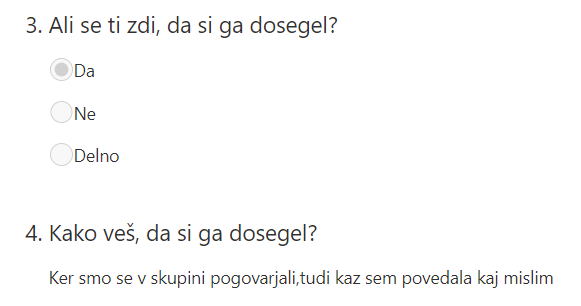 3. Ali se ti zdi, da si ga dosegel?
Da
Ne
Delno
4. Kako veš, da si ga dosegel?
Ker smo se v skupini pogovarjali,tudi kaz sem povedala kaj mislim